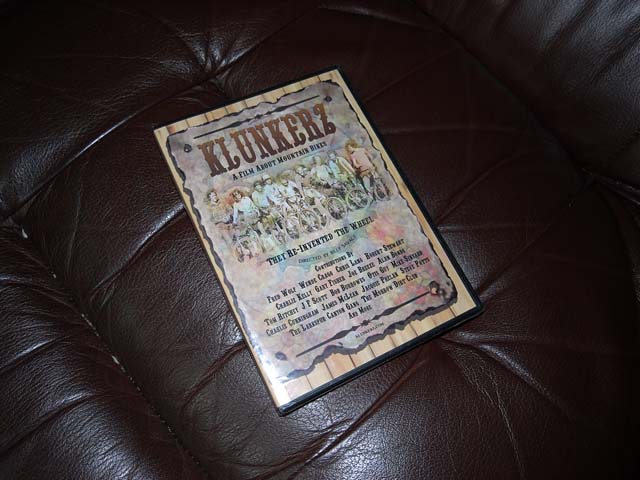 KLUNKERZ
A FILM ABOUT MOUNTAIN BIKES
THEY RE-INVENTED THE WHEEL
DIRECTED BY BILLY SAVAGE
CONTRIBUTIONS BY
FRED WOLF WENDE CRAGG CHRIS LANG ROBERT STEWART
CHARLIE KELLY GARY FISHER JOE BREEZE ALAN BONDS
TOM RITCHEY J P SCOTT BOB BURROWES OTIS GUY MIKE SINYARD
CHARLIE CUNNINGHAM JAMES MCLEAN JACQUIE PHELAN STEVE POTTS
THE LARKSPUR CANYON GANG, THE MORROW DIRT CLUB
AND MORE
KLUNKERZ.COM